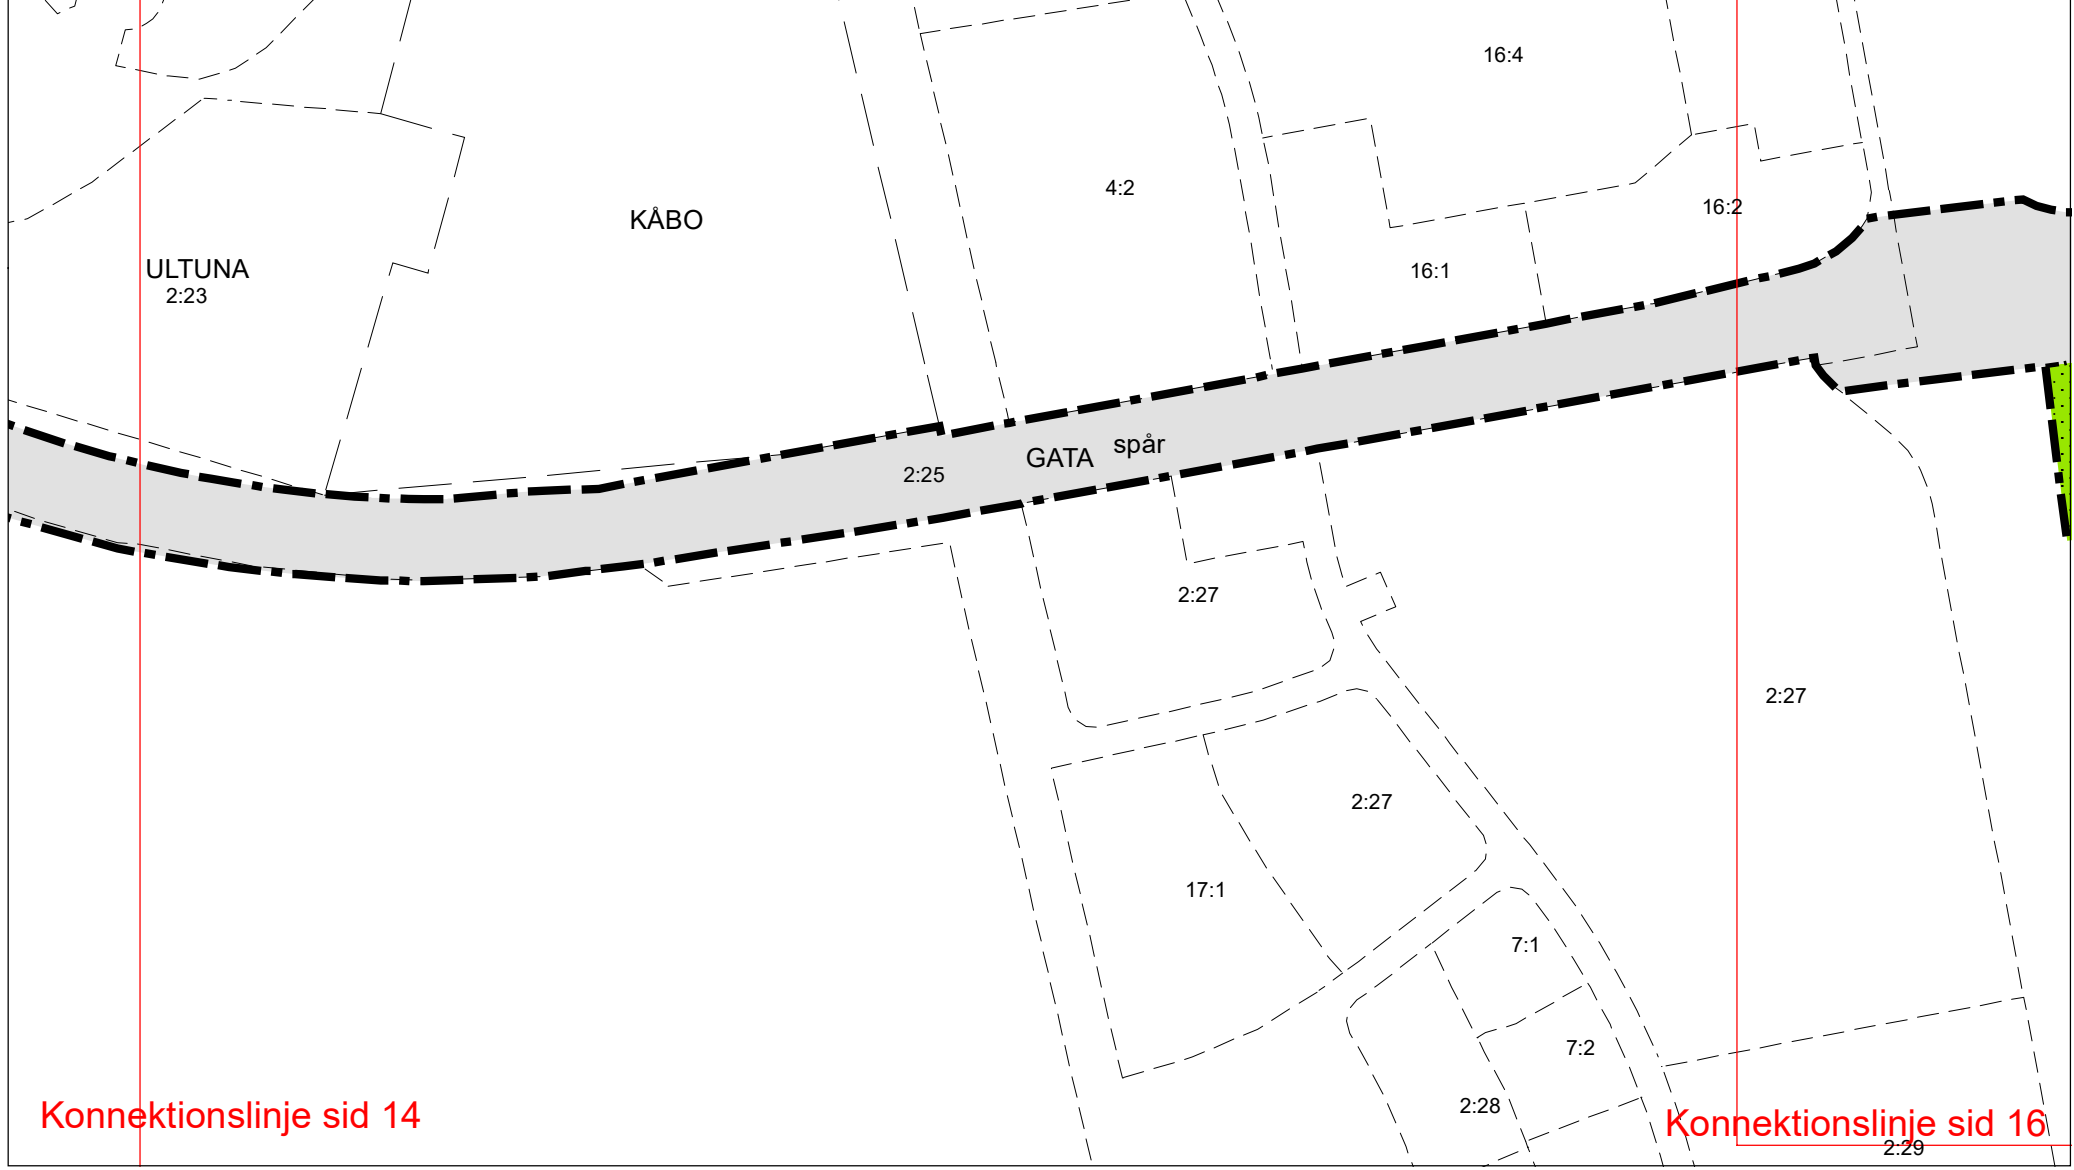 16:4
4:2
16:2
KÅBO
ULTUNA
2:23
16:1
spår
GATA
2:25
2:27
2:27
2:27
17:1
7:1
7:2
2:28
Konnektionslinje sid 14
Konnektionslinje sid 16
2:29